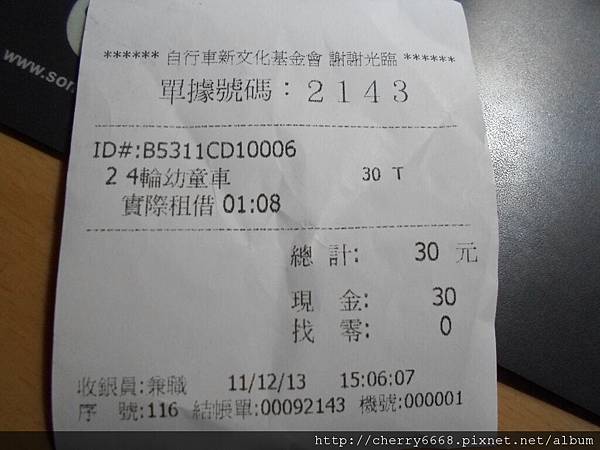 www.sor
****** 自行車新文化基金會 謝謝光臨 ******
單據號碼：２１４３
ID#:B5311CD10006
２４輪幼童車 30 T
實際租借 01:08
總 計: 30 元
現 金: 30
找 零: 0
收銀員:兼職 11/12/13 15:06:07
序 號:116 結帳單:00092143 機號:000001
http://cherry6668.pixnet.net/album